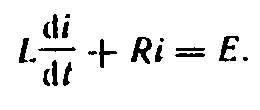 L di/dt + Ri = E.